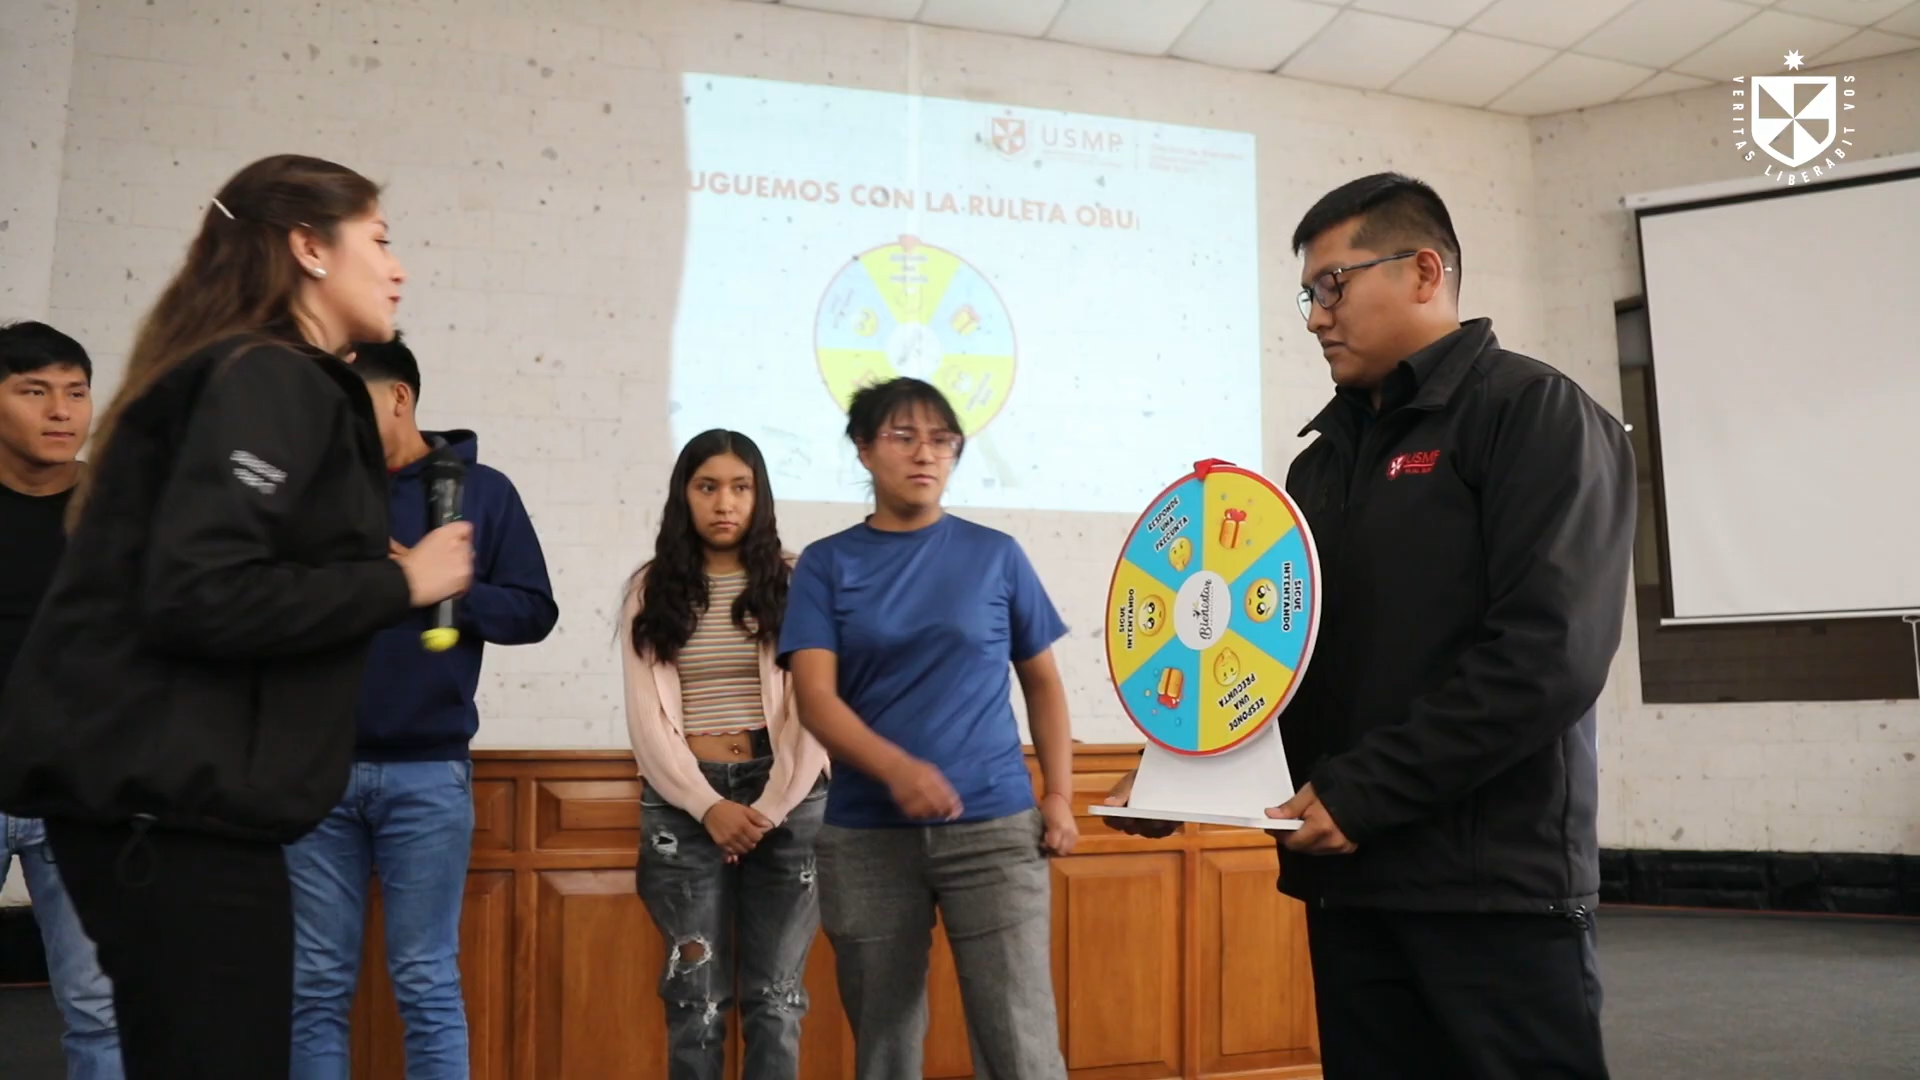 VERITAS LIBERABIT VOS
USMP
UGUEMOS CON LA RULETA OBU
RESPONDE
UNA
PREGUNTA
SIGUE
INTENTANDO
SIGUE
INTENTANDO
RESPONDE
UNA
PREGUNTA
Bienestar
USMP